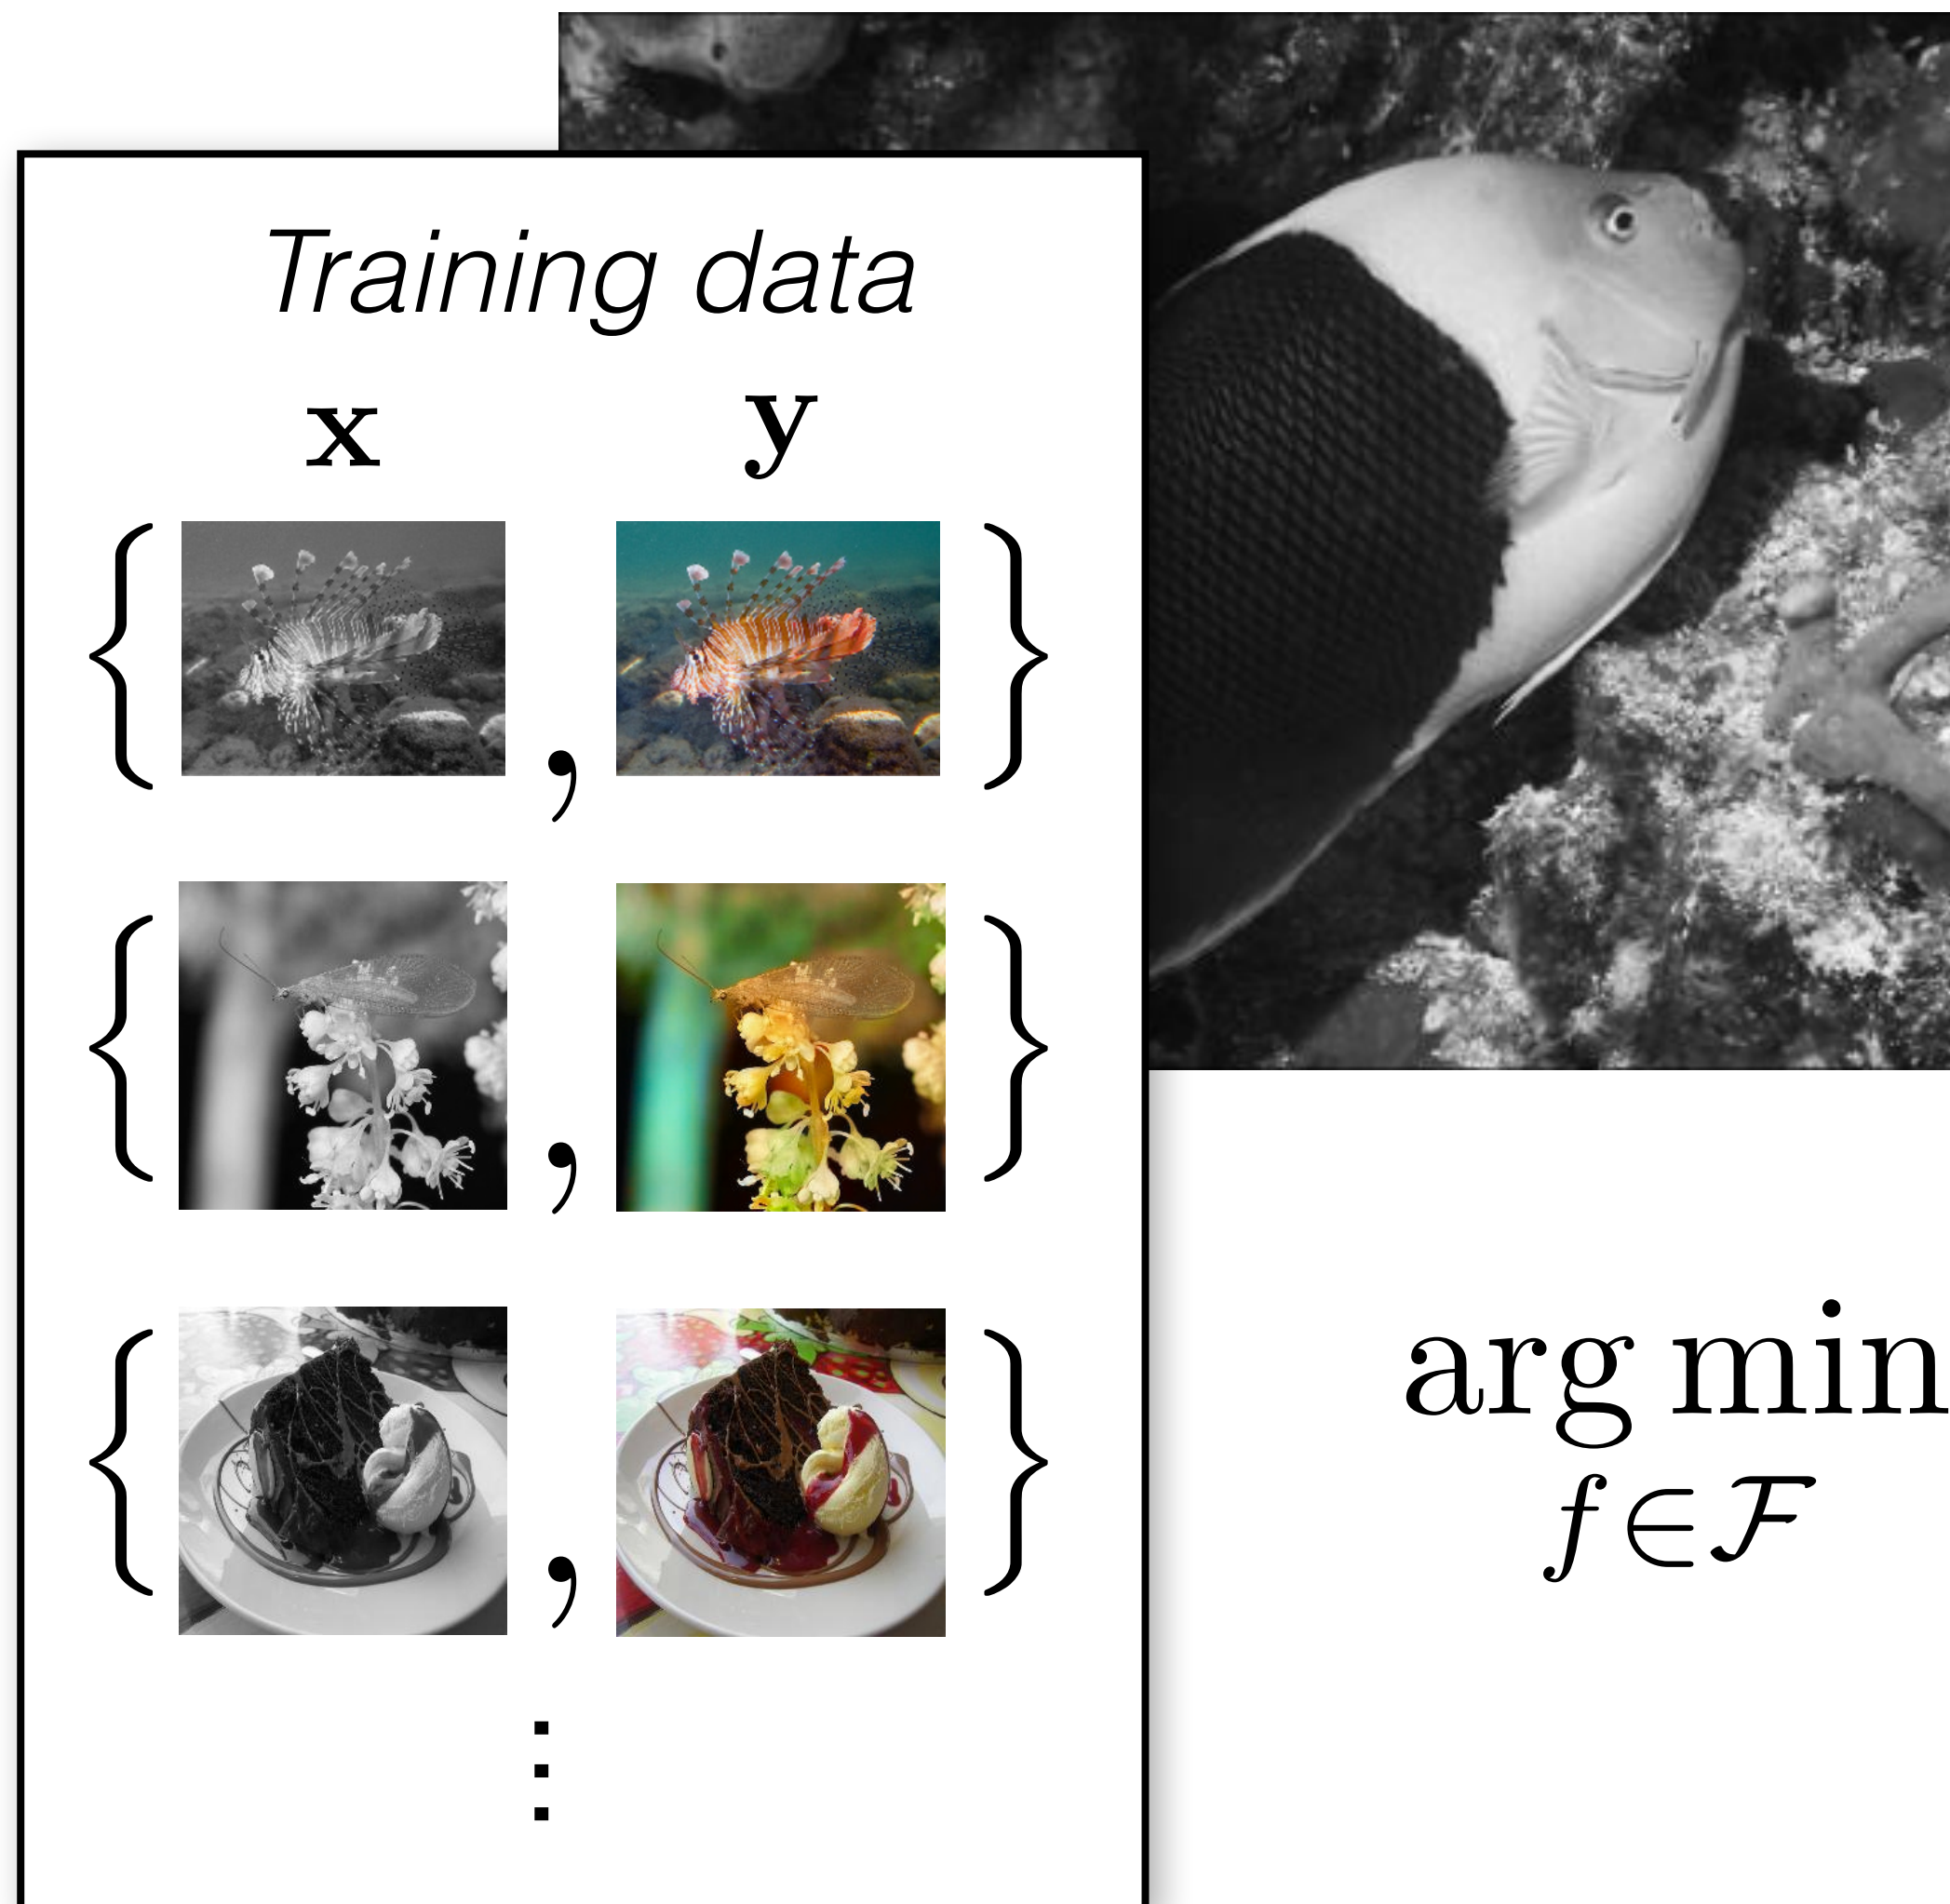 Training data
x y
{ , }
{ , }
{ , }
⋮
arg min
f ∈ ℱ